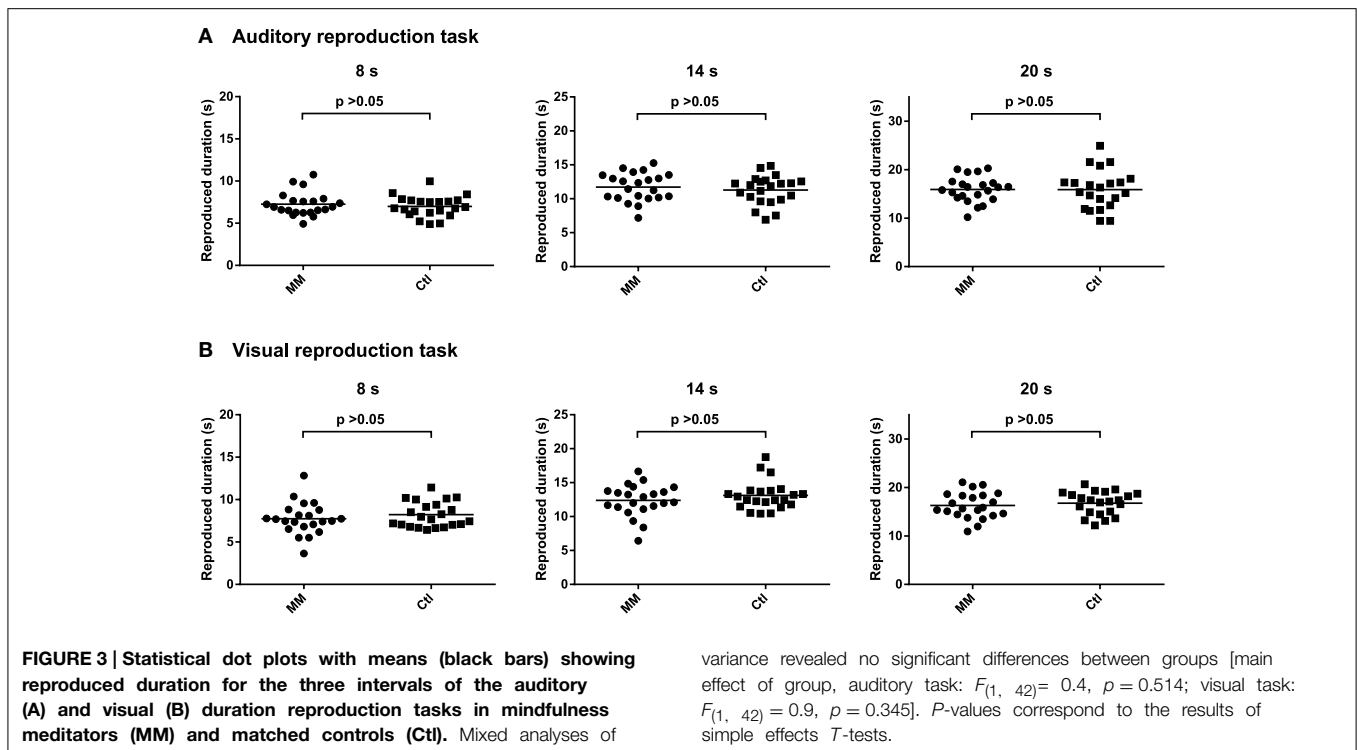 A Auditory reproduction task
8 s
20
15
10
5
0
Reproduced duration (s)
p >0.05
MM
Ctl
14 s
25
20
15
10
5
0
Reproduced duration (s)
p >0.05
MM
Ctl
20 s
30
20
10
0
Reproduced duration (s)
p >0.05
MM
Ctl
B Visual reproduction task
8 s
20
15
10
5
0
Reproduced duration (s)
p >0.05
MM
Ctl
14 s
25
20
15
10
5
0
Reproduced duration (s)
p >0.05
MM
Ctl
20 s
30
20
10
0
Reproduced duration (s)
p >0.05
MM
Ctl
FIGURE 3 | Statistical dot plots with means (black bars) showing
reproduced duration for the three intervals of the auditory
(A) and visual (B) duration reproduction tasks in mindfulness
meditators (MM) and matched controls (Ctl). Mixed analyses of
variance revealed no significant differences between groups [main
effect of group, auditory task: F(1, 42)= 0.4, p = 0.514; visual task:
F(1, 42) = 0.9, p = 0.345]. P-values correspond to the results of
simple effects T-tests.